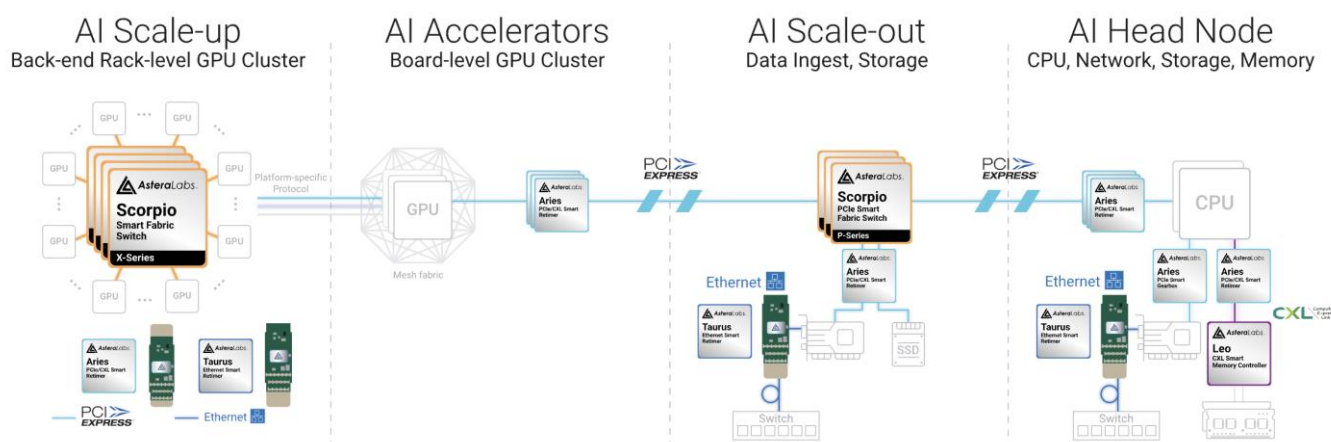 AI Scale-up
Back-end Rack-level GPU Cluster
GPU
...
GPU
GPU
GPU
AsteraLabs.
Scorpio
Smart Fabric
Switch
X-Series
GPU
GPU
GPU
...
GPU
Platform-specific
Protocol
AsteraLabs.
Aries
PCIe/CXL Smart
Retimer
AsteraLabs.
Taurus
Ethernet Smart
Retimer
PCI
EXPRESS
Ethernet
AI Accelerators
Board-level GPU Cluster
GPU
Mesh fabric
AsteraLabs.
Aries
PCIe/CXL Smart
Retimer
PCI
EXPRESS
AI Scale-out
Data Ingest, Storage
AsteraLabs.
Scorpio
PCIe Smart
Fabric Switch
P-Series
AsteraLabs.
Aries
PCIe/CXL Smart
Retimer
Ethernet
AsteraLabs.
Taurus
Ethernet Smart
Retimer
SSD
Switch
PCI
EXPRESS
AI Head Node
CPU, Network, Storage, Memory
AsteraLabs.
Aries
PCIe/CXL Smart
Retimer
CPU
AsteraLabs.
Aries
PCIe Smart
Gearbox
AsteraLabs.
Aries
PCIe/CXL Smart
Retimer
Ethernet
AsteraLabs.
Taurus
Ethernet Smart
Retimer
CXL
AsteraLabs.
Leo
CXL Smart
Memory Controller
Switch